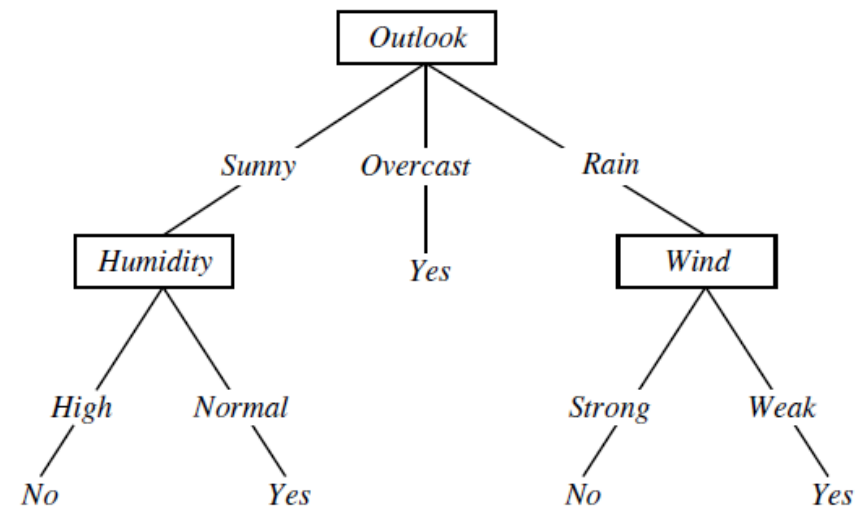 Outlook
Sunny Overcast Rain
Humidity Yes Wind
High Normal Strong Weak
No Yes No Yes